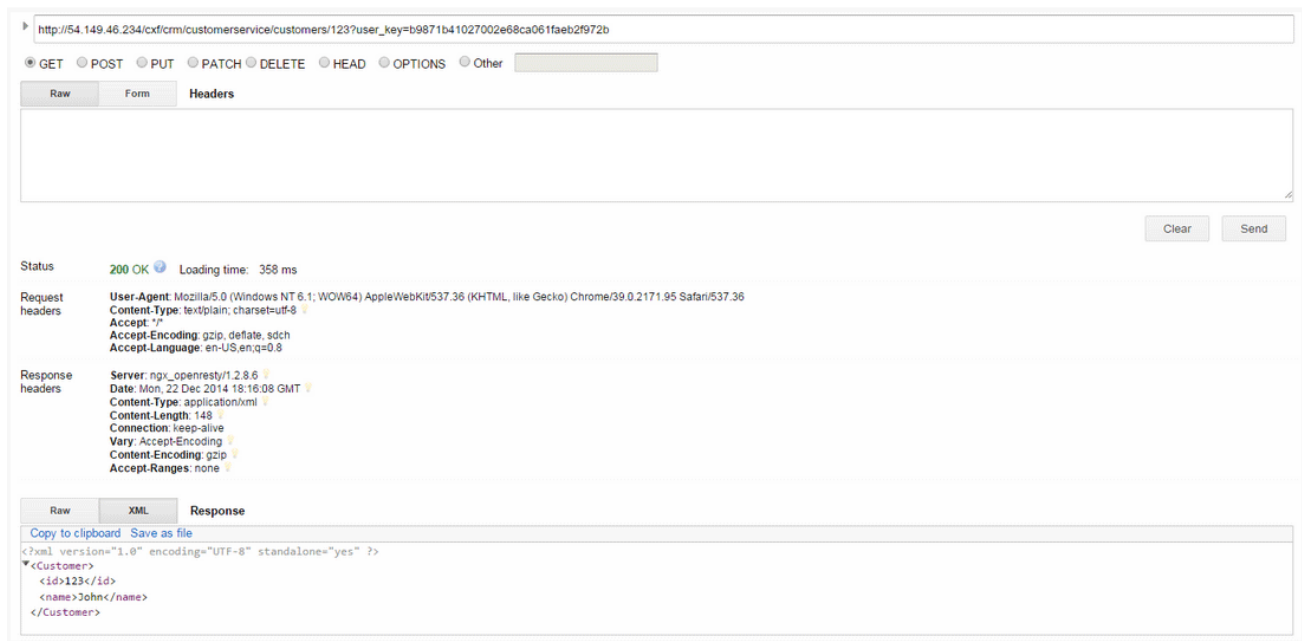 http://54.149.46.234/cxf/crm/customerservice/customers/123?user_key=b9871b41027002e68ca061faeb2f972b
GET POST PUT PATCH DELETE HEAD OPTIONS Other
Raw Form Headers
Clear Send
Status 200 OK Loading time: 358 ms
Request headers
User-Agent: Mozilla/5.0 (Windows NT 6.1; WOW64) AppleWebKit/537.36 (KHTML, like Gecko) Chrome/39.0.2171.95 Safari/537.36
Content-Type: text/plain; charset=utf-8
Accept: */*
Accept-Encoding: gzip, deflate, sdch
Accept-Language: en-US,en;q=0.8
Response headers
Server: ngx_openresty/1.2.8.6
Date: Mon, 22 Dec 2014 18:16:08 GMT
Content-Type: application/xml
Content-Length: 148
Connection: keep-alive
Vary: Accept-Encoding
Content-Encoding: gzip
Accept-Ranges: none
Raw XML Response
Copy to clipboard Save as file
<?xml version="1.0" encoding="UTF-8" standalone="yes" ?>
<Customer>
<id>123</id>
<name>John</name>
</Customer>